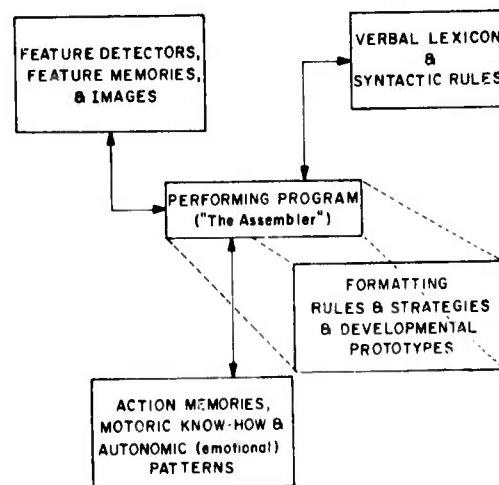 FEATURE DETECTORS,
FEATURE MEMORIES,
& IMAGES
VERBAL LEXICON
&
SYNTACTIC RULES
PERFORMING PROGRAM
("The Assembler")
FORMATTING
RULES & STRATEGIES
& DEVELOPMENTAL
PROTOTYPES
ACTION MEMORIES,
MOTORIC KNOW-HOW &
AUTONOMIC (emotional)
PATTERNS